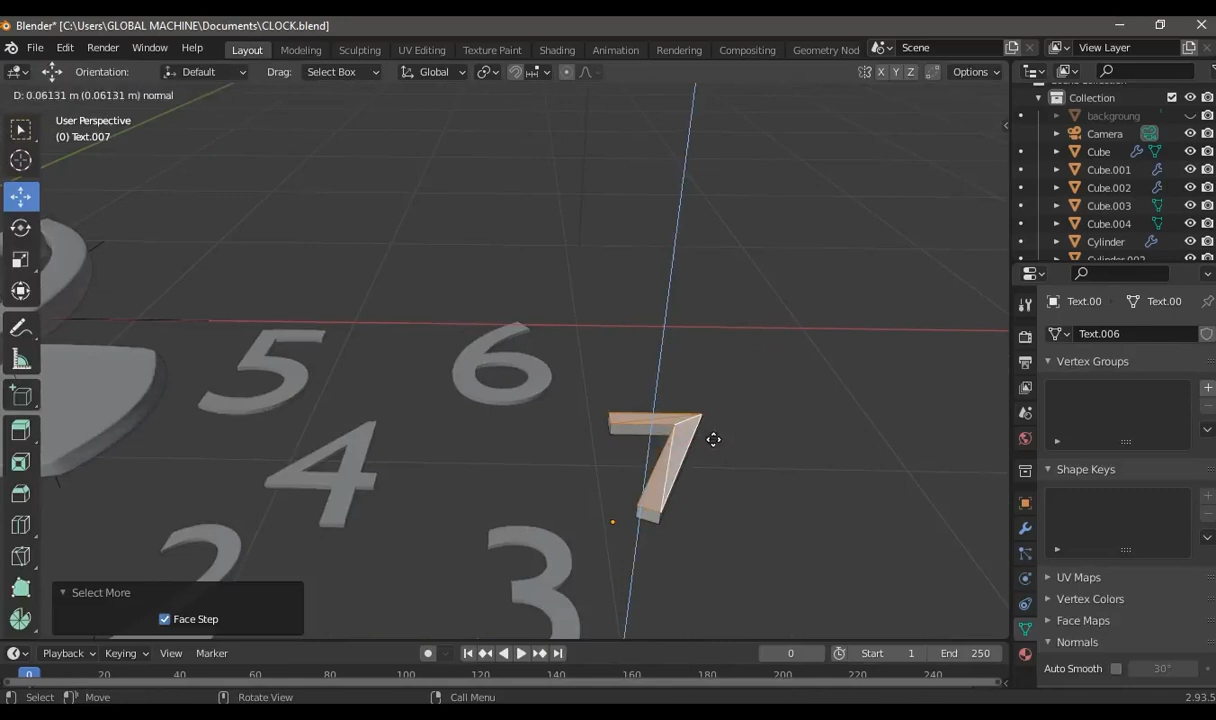 Blender* [C:\Users\GLOBAL MACHINE\Documents\CLOCK.blend]
File Edit Render Window Help Layout Modeling Sculpting UV Editing Texture Paint Shading Animation Rendering Compositing Geometry Nod Scene View Layer
Orientation: Default Drag: Select Box Global X Y Z Options
D: 0.06131 m (0.06131 m) normal
User Perspective
(0) Text.007
Collection
backgroung
Camera
Cube
Cube.001
Cube.002
Cube.003
Cube.004
Cylinder
Cylinder.002
Text.00 Text.00
Text.006
Vertex Groups
Shape Keys
UV Maps
Vertex Colors
Face Maps
Normals
Auto Smooth 30°
5 6
7
4
2 3
Select More
Face Step
Playback Keying View Marker 0 Start 1 End 250
0 20 40 60 80 100 120 140 160 180 200 220 240
Select Move Rotate View Call Menu 2.93.5